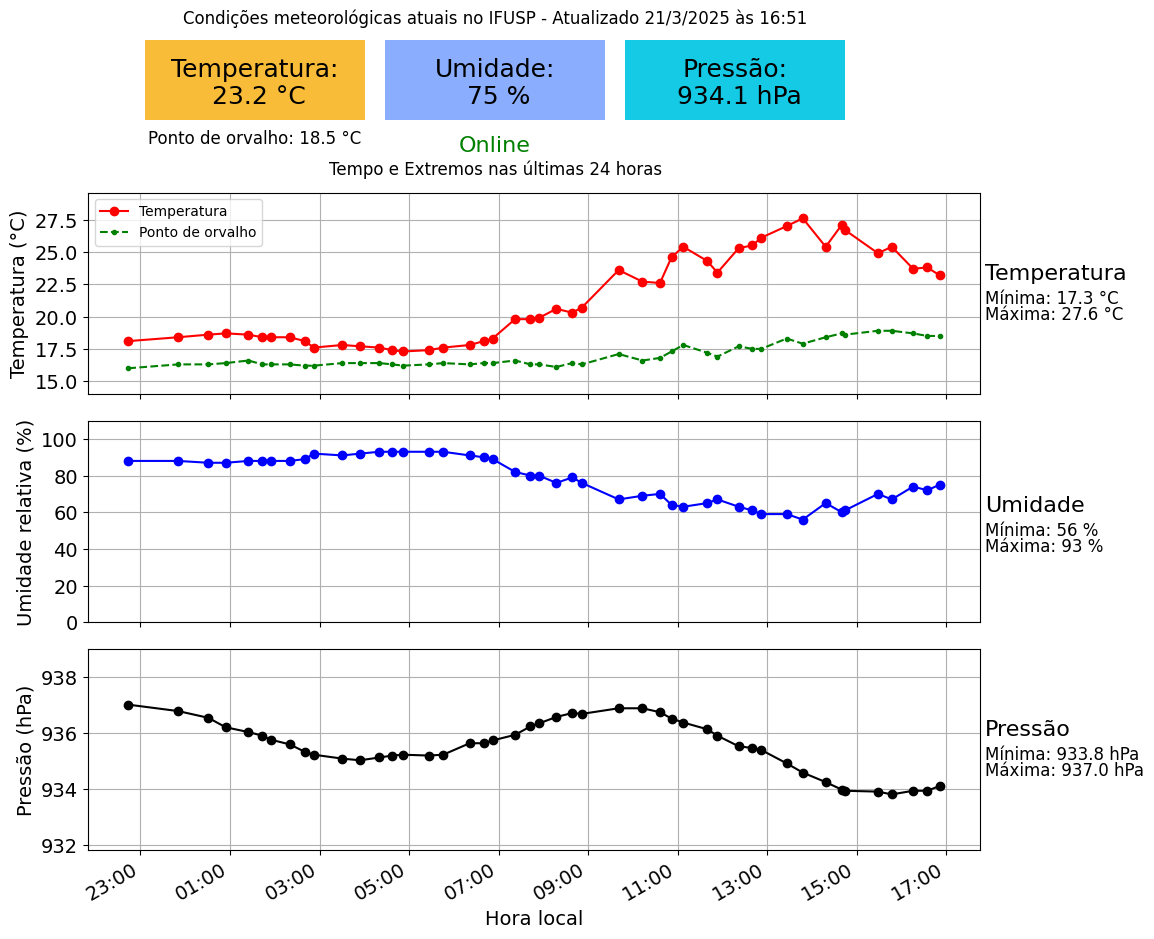 Condições meteorológicas atuais no IFUSP - Atualizado 21/3/2025 às 16:51
Temperatura:
23.2 °C
Umidade:
75 %
Pressão:
934.1 hPa
Ponto de orvalho: 18.5 °C
Online
Tempo e Extremos nas últimas 24 horas
Temperatura (°C)
27.5
25.0
22.5
20.0
17.5
15.0
Temperatura
Ponto de orvalho
Temperatura
Mínima: 17.3 °C
Máxima: 27.6 °C
Umidade relativa (%)
100
80
60
40
20
0
Umidade
Mínima: 56 %
Máxima: 93 %
Pressão (hPa)
938
936
934
932
Pressão
Mínima: 933.8 hPa
Máxima: 937.0 hPa
23:00
01:00
03:00
05:00
07:00
09:00
11:00
13:00
15:00
17:00
Hora local